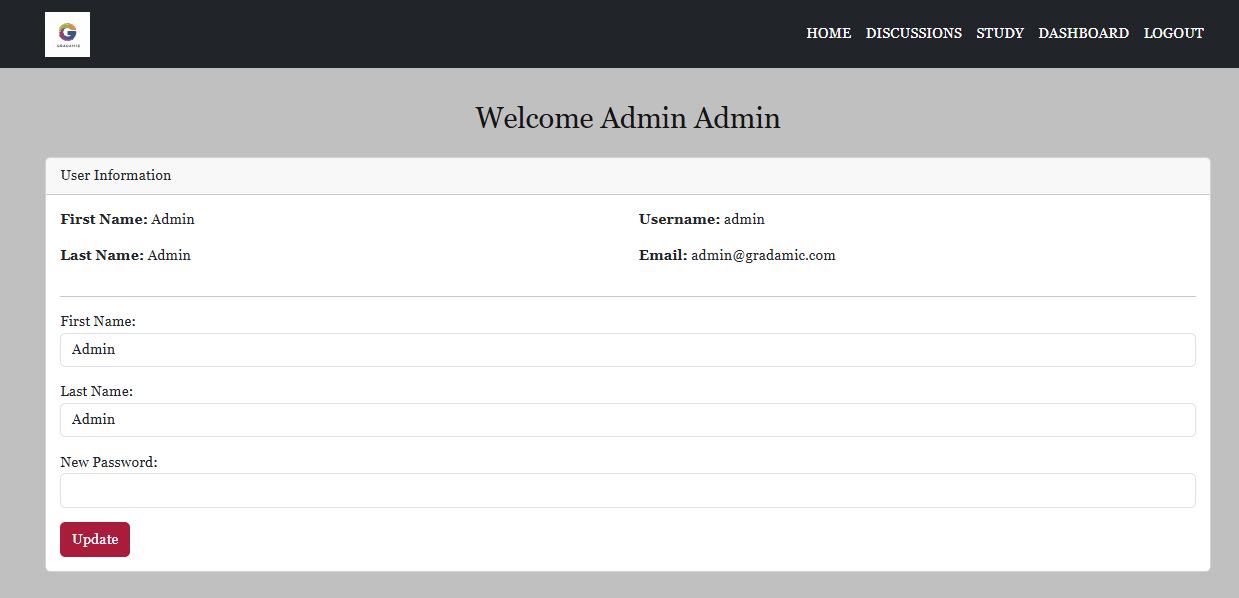 GRADAMIC
HOME DISCUSSIONS STUDY DASHBOARD LOGOUT
Welcome Admin Admin
User Information
First Name: Admin
Username: admin
Last Name: Admin
Email: admin@gradamic.com
First Name:
Admin
Last Name:
Admin
New Password:
Update